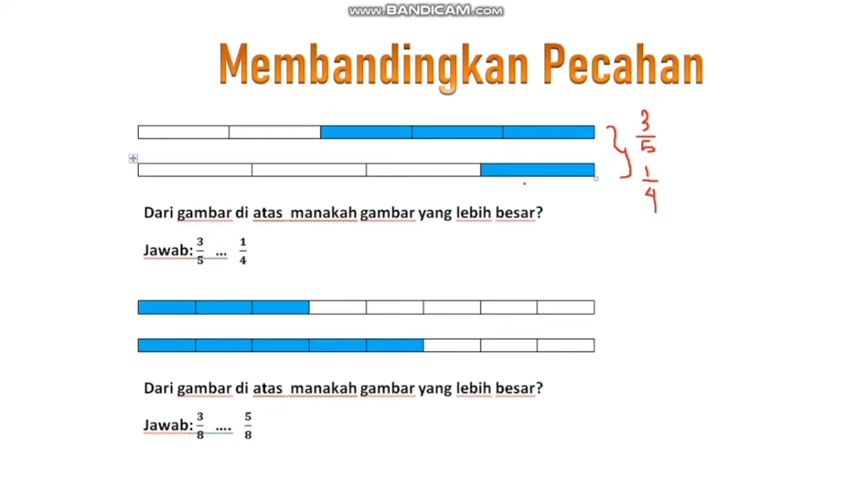 www.BANDICAM.com
Membandingkan Pecahan
3/5
1/4
Dari gambar di atas manakah gambar yang lebih besar?
Jawab: 3/5 ... 1/4
Dari gambar di atas manakah gambar yang lebih besar?
Jawab: 3/8 .... 5/8